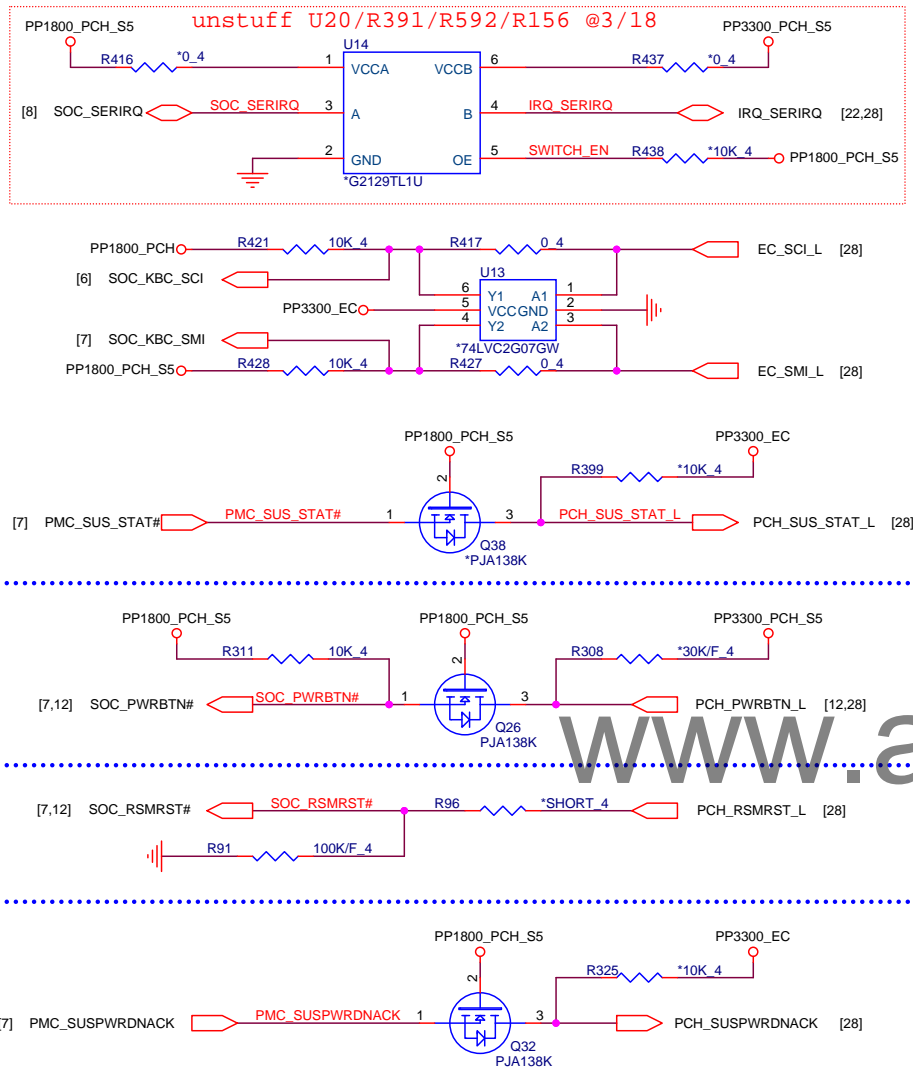 unstuff U20/R391/R592/R156 @3/18
PP1800_PCH_S5
PP3300_PCH_S5
U14
R416 *0_4
1 VCCA VCCB 6
R437 *0_4
[8] SOC_SERIRQ SOC_SERIRQ 3 A B 4 IRQ_SERIRQ IRQ_SERIRQ [22,28]
2 GND OE 5 SWITCH_EN R438 *10K_4 PP1800_PCH_S5
*G2129TL1U
PP1800_PCH R421 10K_4 R417 0_4 EC_SCI_L [28]
[6] SOC_KBC_SCI
U13
6 Y1 A1 1
PP3300_EC 5 VCC GND 2
4 Y2 A2 3
[7] SOC_KBC_SMI
*74LVC2G07GW
PP1800_PCH_S5 R428 10K_4 R427 0_4 EC_SMI_L [28]
PP1800_PCH_S5 PP3300_EC
R399 *10K_4
2
[7] PMC_SUS_STAT# PMC_SUS_STAT# 1 3 PCH_SUS_STAT_L PCH_SUS_STAT_L [28]
Q38
*PJA138K
PP1800_PCH_S5 PP1800_PCH_S5 PP3300_PCH_S5
R311 10K_4 R308 *30K/F_4
2
[7,12] SOC_PWRBTN# SOC_PWRBTN# 1 3 PCH_PWRBTN_L [12,28]
Q26
PJA138K
www.a
[7,12] SOC_RSMRST# SOC_RSMRST# R96 *SHORT_4 PCH_RSMRST_L [28]
R91 100K/F_4
PP1800_PCH_S5 PP3300_EC
R325 *10K_4
2
7] PMC_SUSPWRDNACK PMC_SUSPWRDNACK 1 3 PCH_SUSPWRDNACK [28]
Q32
PJA138K